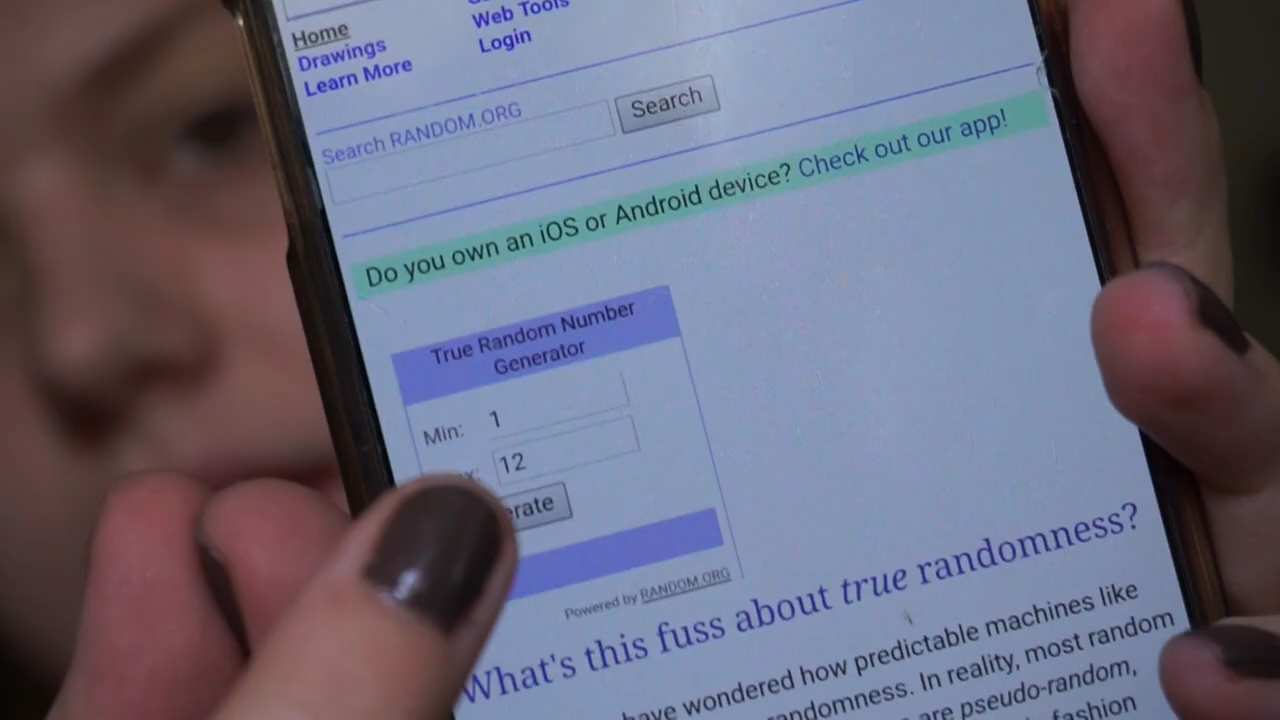 Home
Drawings
Learn More
Web Tools
Login
Search RANDOM.ORG
Search
Do you own an iOS or Android device? Check out our app!
True Random Number
Generator
Min: 1
12
Powered by RANDOM.ORG
What's this fuss about true randomness?
have wondered how predictable machines like
randomness. In reality, most random
are pseudo-random,
fashion